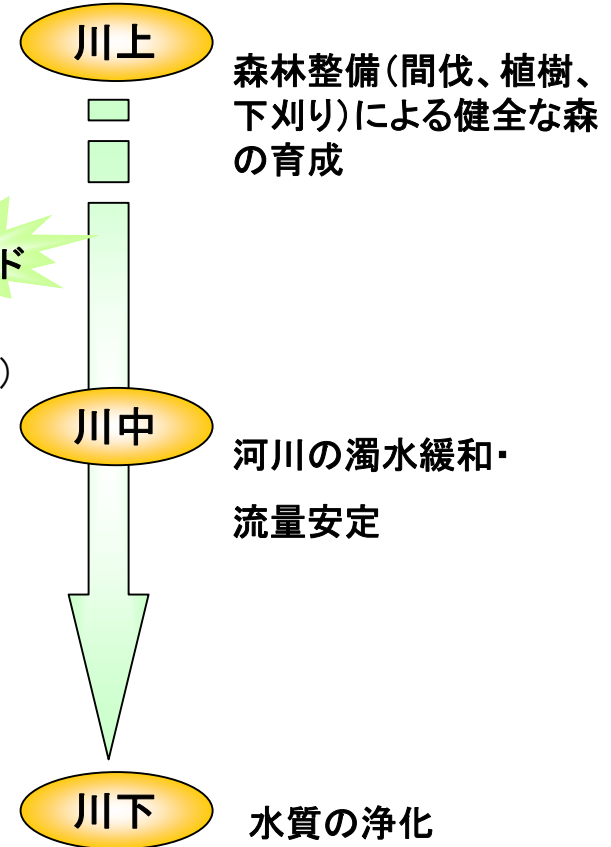 川上
森林整備(間伐、植樹、
下刈り)による健全な森
の育成
ド
)
川中
河川の濁水緩和・
流量安定
川下
水質の浄化